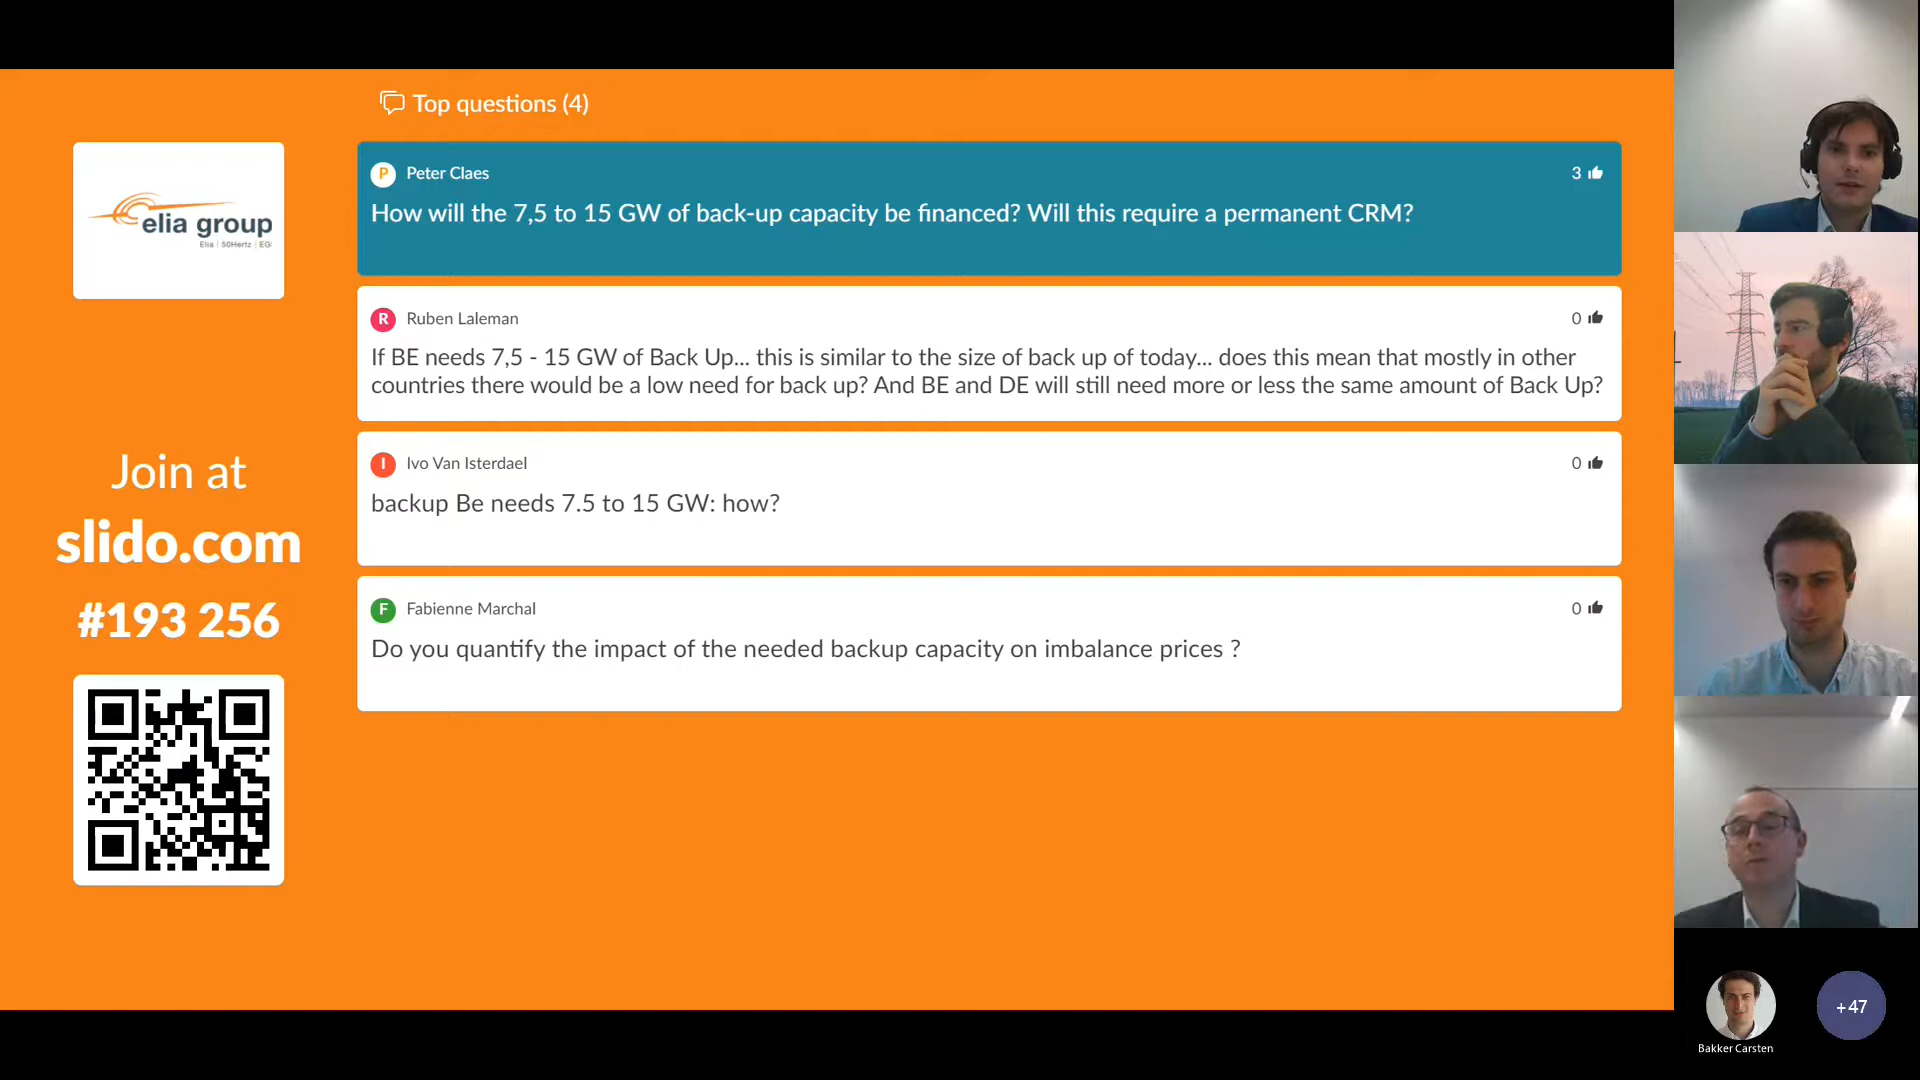 Top questions (4)
elia group
Elia | 50Hertz | EGI
Join at
slido.com
#193 256
P Peter Claes 3
How will the 7,5 to 15 GW of back-up capacity be financed? Will this require a permanent CRM?
R Ruben Laleman 0
If BE needs 7,5 - 15 GW of Back Up... this is similar to the size of back up of today... does this mean that mostly in other
countries there would be a low need for back up? And BE and DE will still need more or less the same amount of Back Up?
I Ivo Van Isterdael 0
backup Be needs 7.5 to 15 GW: how?
F Fabienne Marchal 0
Do you quantify the impact of the needed backup capacity on imbalance prices ?
Bakker Carsten
+47